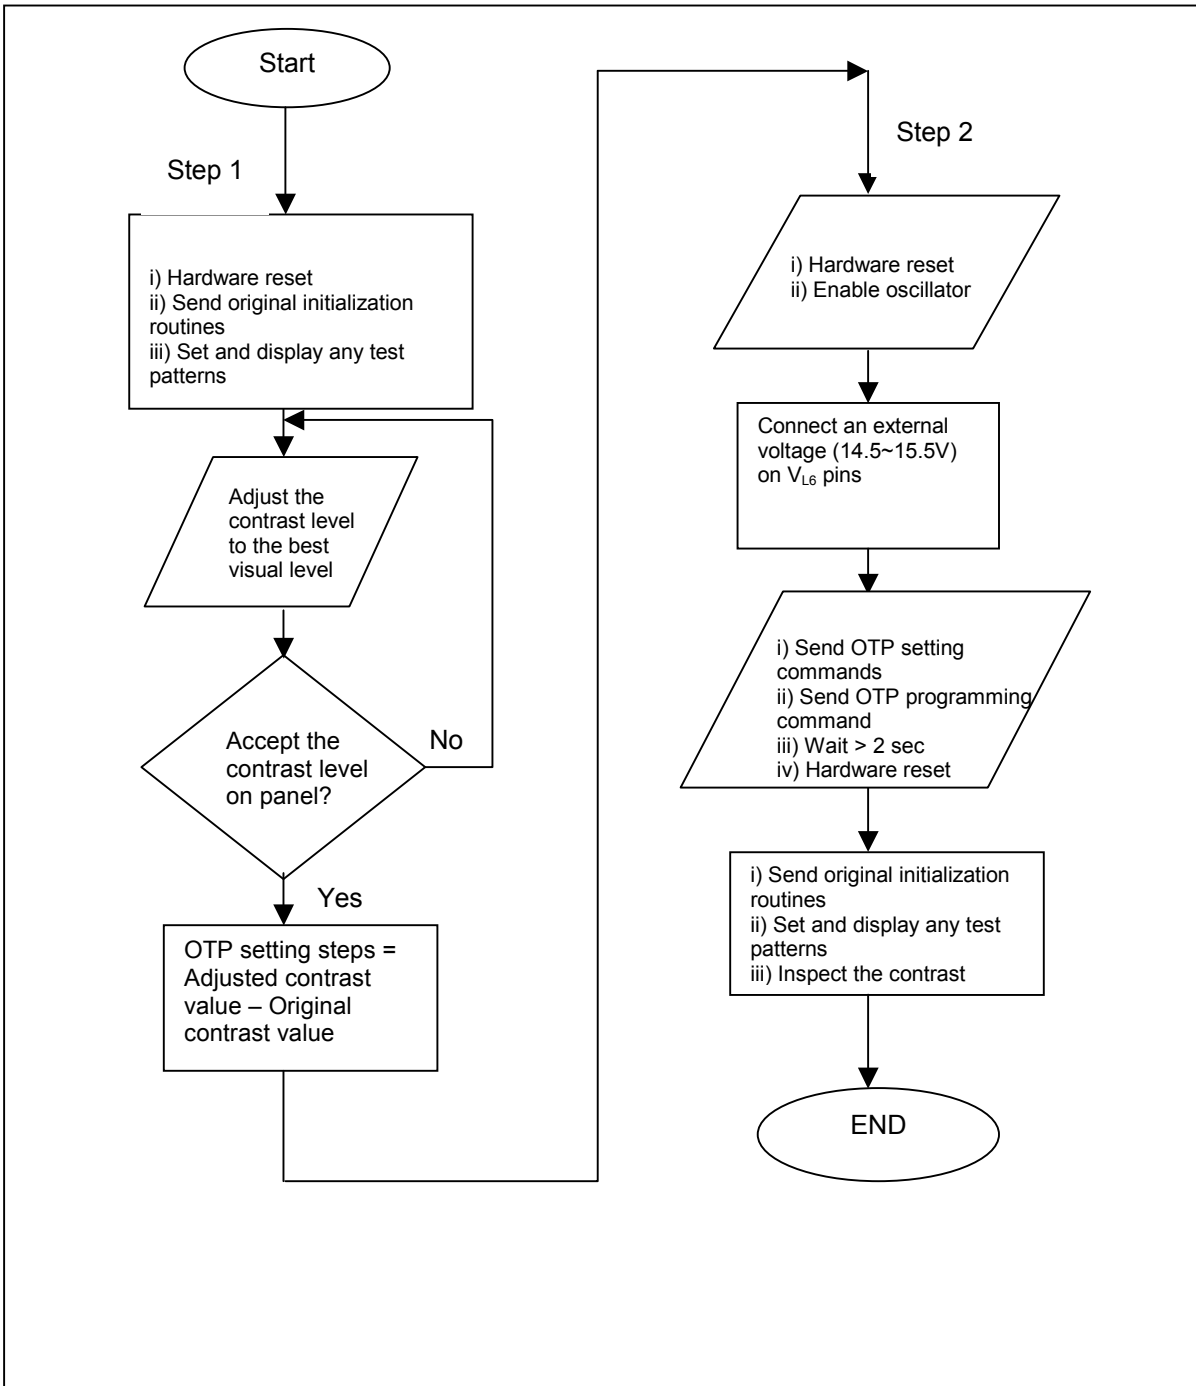 Start
Step 1
i) Hardware reset
ii) Send original initialization
routines
iii) Set and display any test
patterns
Adjust the
contrast level
to the best
visual level
Accept the
contrast level
on panel?
No
Yes
OTP setting steps =
Adjusted contrast
value – Original
contrast value
Step 2
i) Hardware reset
ii) Enable oscillator
Connect an external
voltage (14.5~15.5V)
on VL6 pins
i) Send OTP setting
commands
ii) Send OTP programming
command
iii) Wait > 2 sec
iv) Hardware reset
i) Send original initialization
routines
ii) Set and display any test
patterns
iii) Inspect the contrast
END